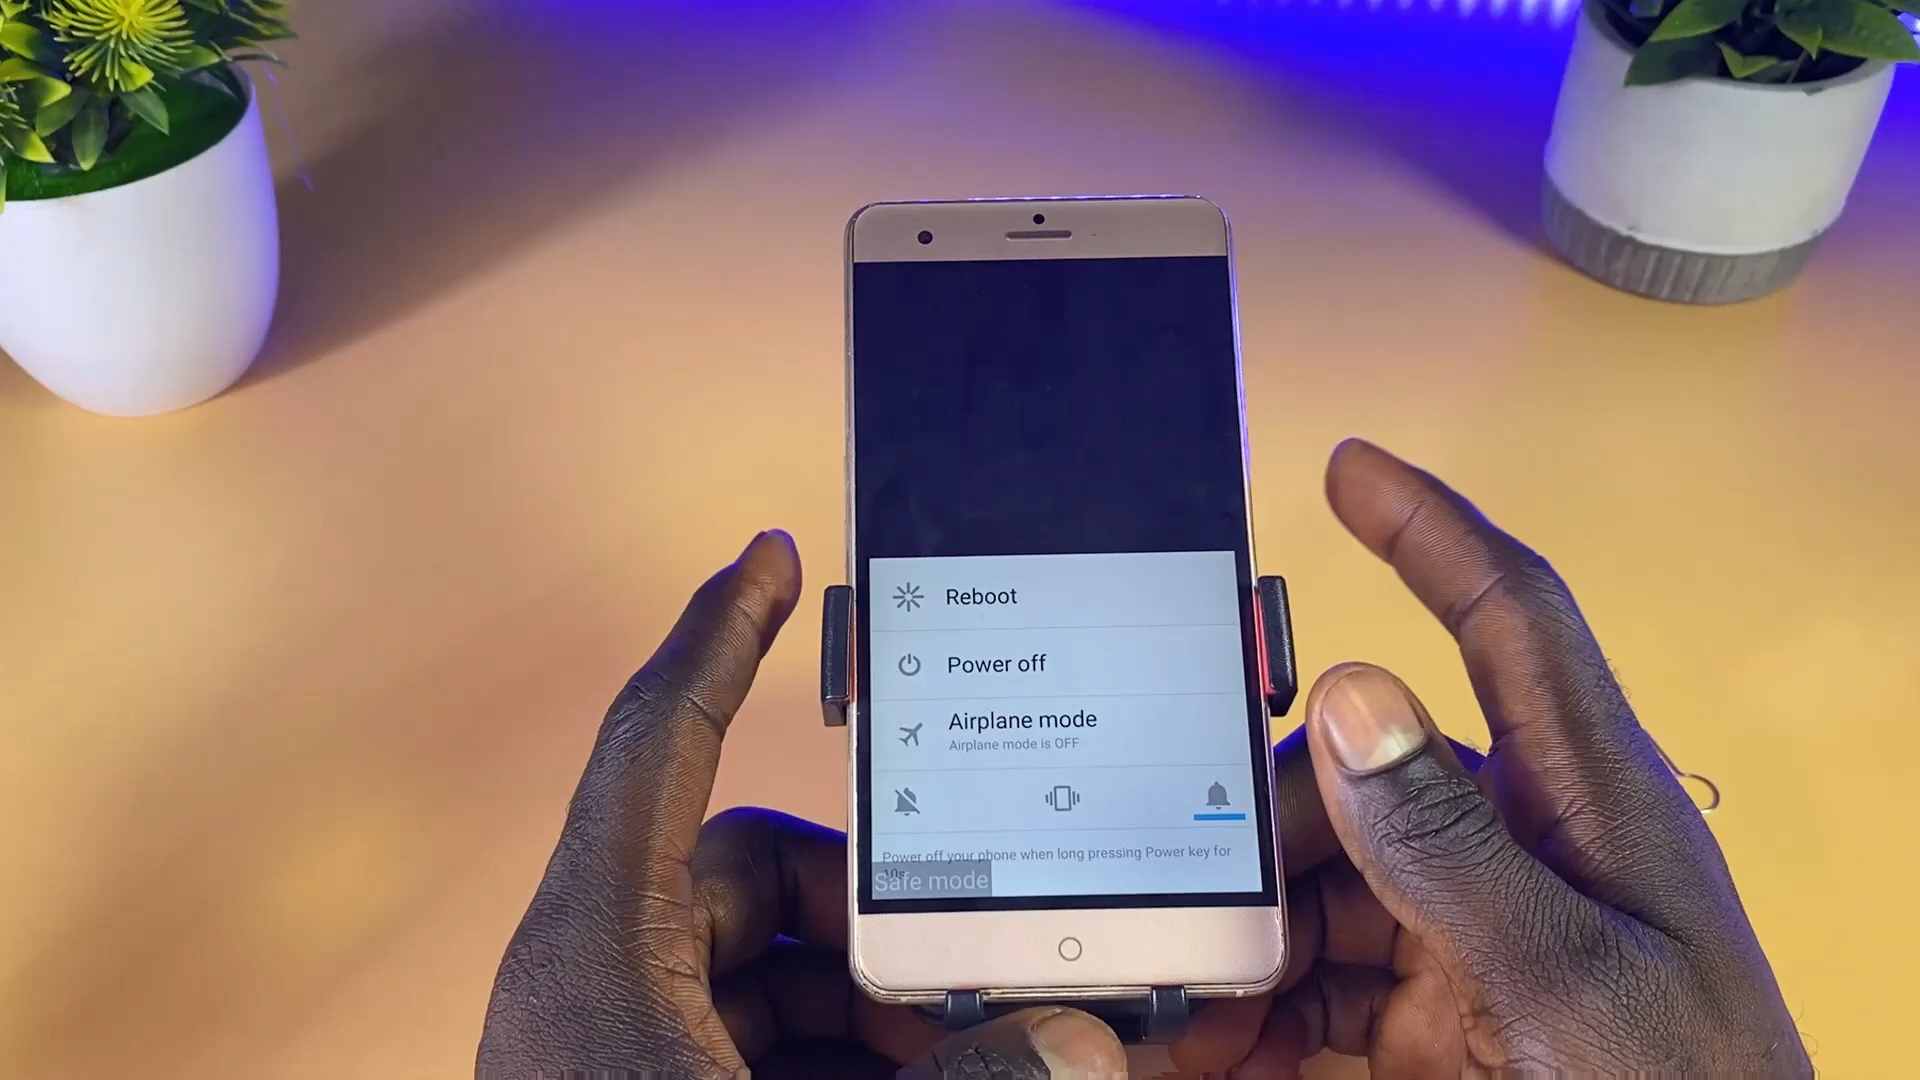 Reboot
Power off
Airplane mode
Airplane mode is OFF
Power off your phone when long pressing Power key for
10s
Safe mode